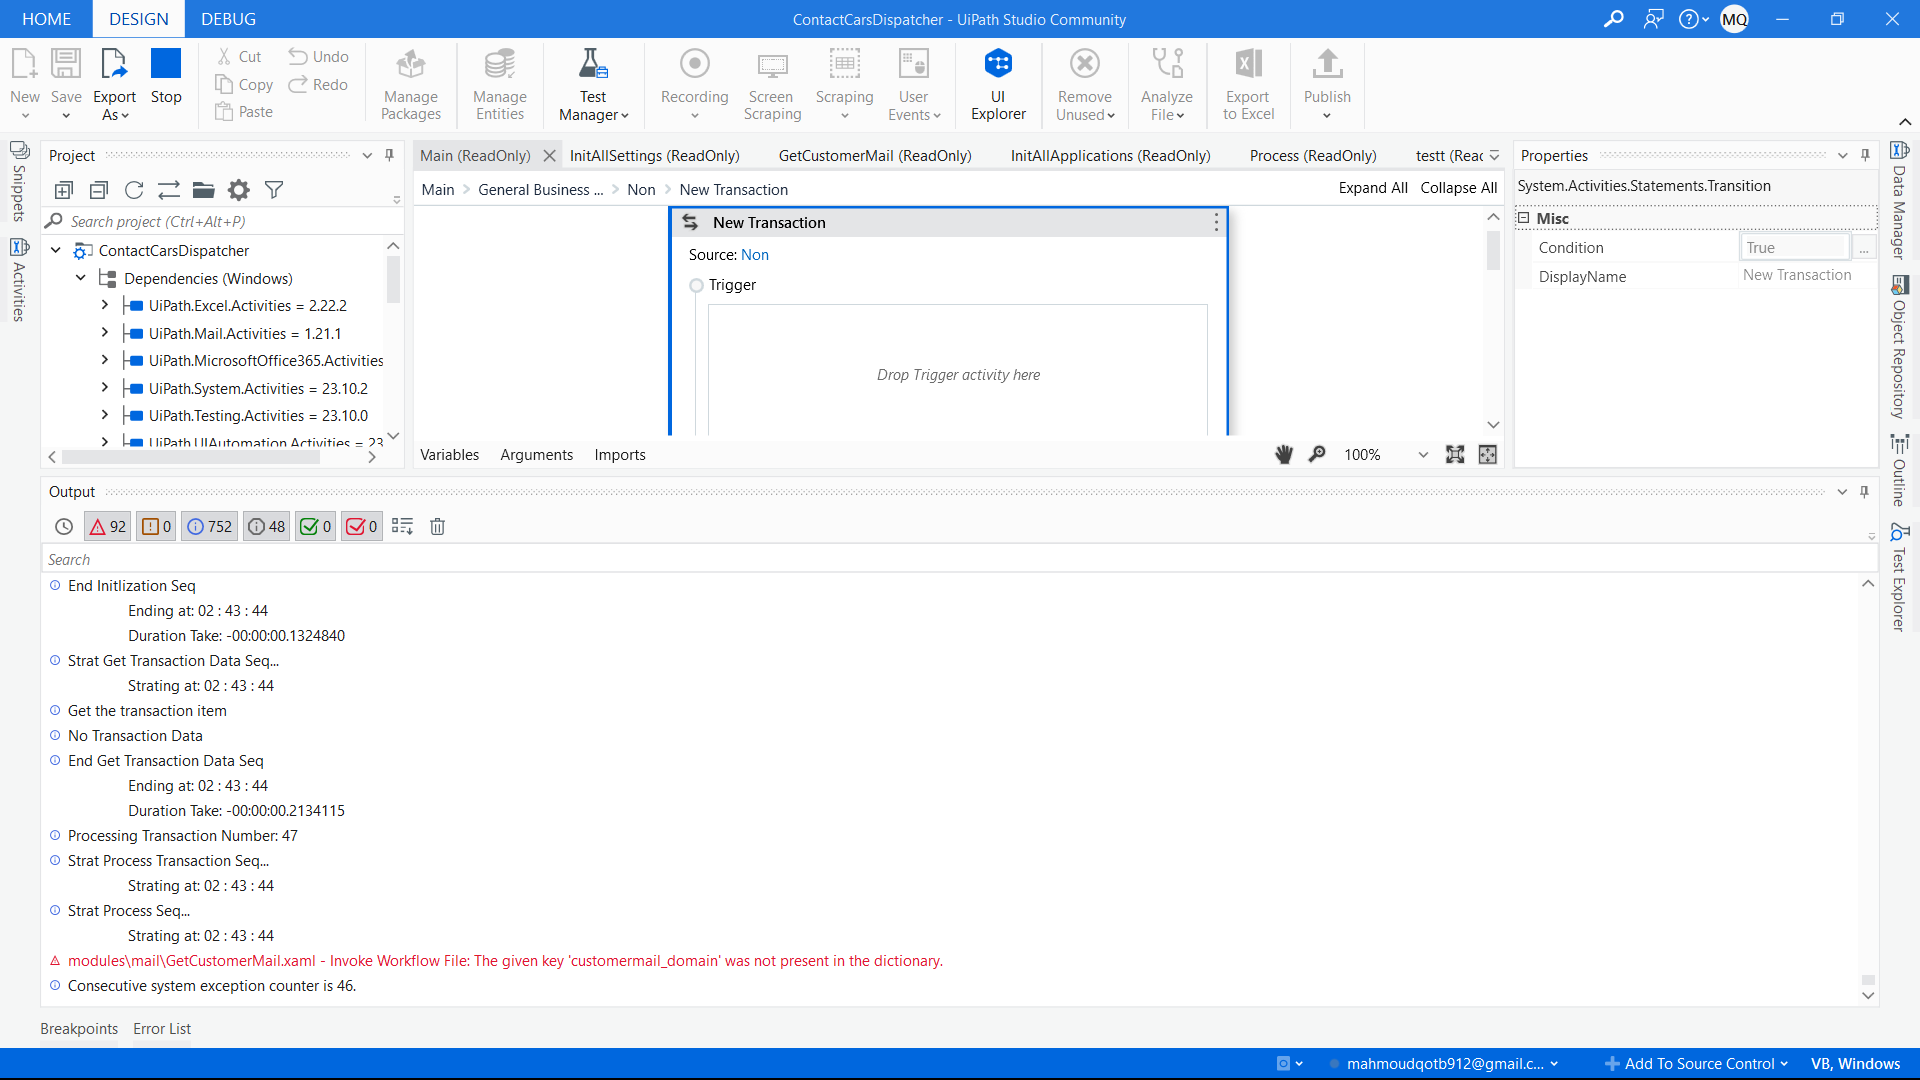 HOME DESIGN DEBUG ContactCarsDispatcher - UiPath Studio Community MQ
New Save Export As Stop Cut Copy Paste Undo Redo Manage Packages Manage Entities Test Manager Recording Screen Scraping Scraping User Events UI Explorer Remove Unused Analyze File Export to Excel Publish
Snippets
Activities
Project
Search project (Ctrl+Alt+P)
ContactCarsDispatcher
Dependencies (Windows)
UiPath.Excel.Activities = 2.22.2
UiPath.Mail.Activities = 1.21.1
UiPath.MicrosoftOffice365.Activities
UiPath.System.Activities = 23.10.2
UiPath.Testing.Activities = 23.10.0
UiPath.UIAutomation.Activities = 23
Main (ReadOnly) InitAllSettings (ReadOnly) GetCustomerMail (ReadOnly) InitAllApplications (ReadOnly) Process (ReadOnly) testt (Reac
Main > General Business ... > Non > New Transaction Expand All Collapse All
New Transaction
Source: Non
Trigger
Drop Trigger activity here
Variables Arguments Imports 100%
Properties
System.Activities.Statements.Transition
Misc
Condition True ...
DisplayName New Transaction
Data Manager
Object Repository
Outline
Test Explorer
Output
92 0 752 48 0 0
Search
End Initlization Seq
Ending at: 02 : 43 : 44
Duration Take: -00:00:00.1324840
Strat Get Transaction Data Seq...
Strating at: 02 : 43 : 44
Get the transaction item
No Transaction Data
End Get Transaction Data Seq
Ending at: 02 : 43 : 44
Duration Take: -00:00:00.2134115
Processing Transaction Number: 47
Strat Process Transaction Seq...
Strating at: 02 : 43 : 44
Strat Process Seq...
Strating at: 02 : 43 : 44
modules\mail\GetCustomerMail.xaml - Invoke Workflow File: The given key 'customermail_domain' was not present in the dictionary.
Consecutive system exception counter is 46.
Breakpoints Error List
mahmoudqotb912@gmail.c... Add To Source Control VB, Windows